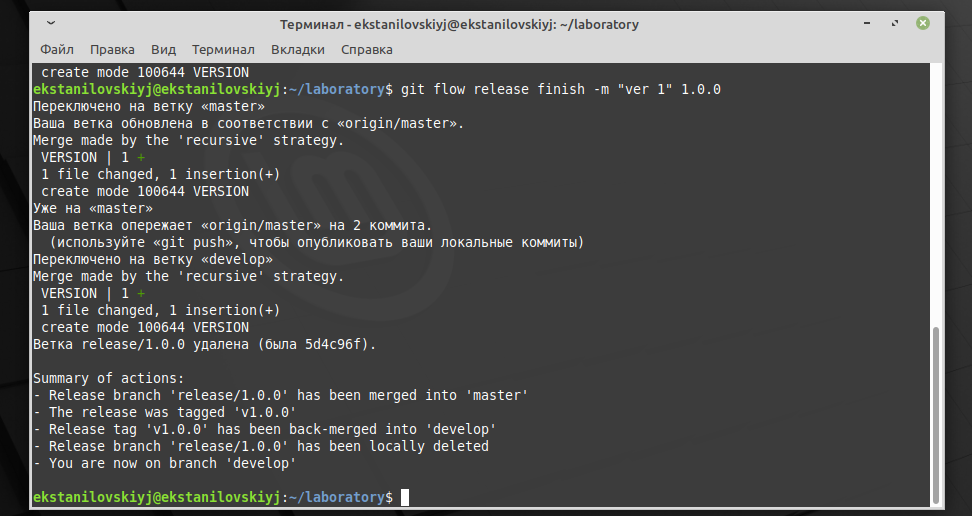 Терминал - ekstanilovskiyj@ekstanilovskiyj: ~/laboratory
Файл Правка Вид Терминал Вкладки Справка
create mode 100644 VERSION
ekstanilovskiyj@ekstanilovskiyj:~/laboratory$ git flow release finish -m "ver 1" 1.0.0
Переключено на ветку «master»
Ваша ветка обновлена в соответствии с «origin/master».
Merge made by the 'recursive' strategy.
VERSION | 1 +
1 file changed, 1 insertion(+)
create mode 100644 VERSION
Уже на «master»
Ваша ветка опережает «origin/master» на 2 коммита.
(используйте «git push», чтобы опубликовать ваши локальные коммиты)
Переключено на ветку «develop»
Merge made by the 'recursive' strategy.
VERSION | 1 +
1 file changed, 1 insertion(+)
create mode 100644 VERSION
Ветка release/1.0.0 удалена (была 5d4c96f).
Summary of actions:
- Release branch 'release/1.0.0' has been merged into 'master'
- The release was tagged 'v1.0.0'
- Release tag 'v1.0.0' has been back-merged into 'develop'
- Release branch 'release/1.0.0' has been locally deleted
- You are now on branch 'develop'
ekstanilovskiyj@ekstanilovskiyj:~/laboratory$